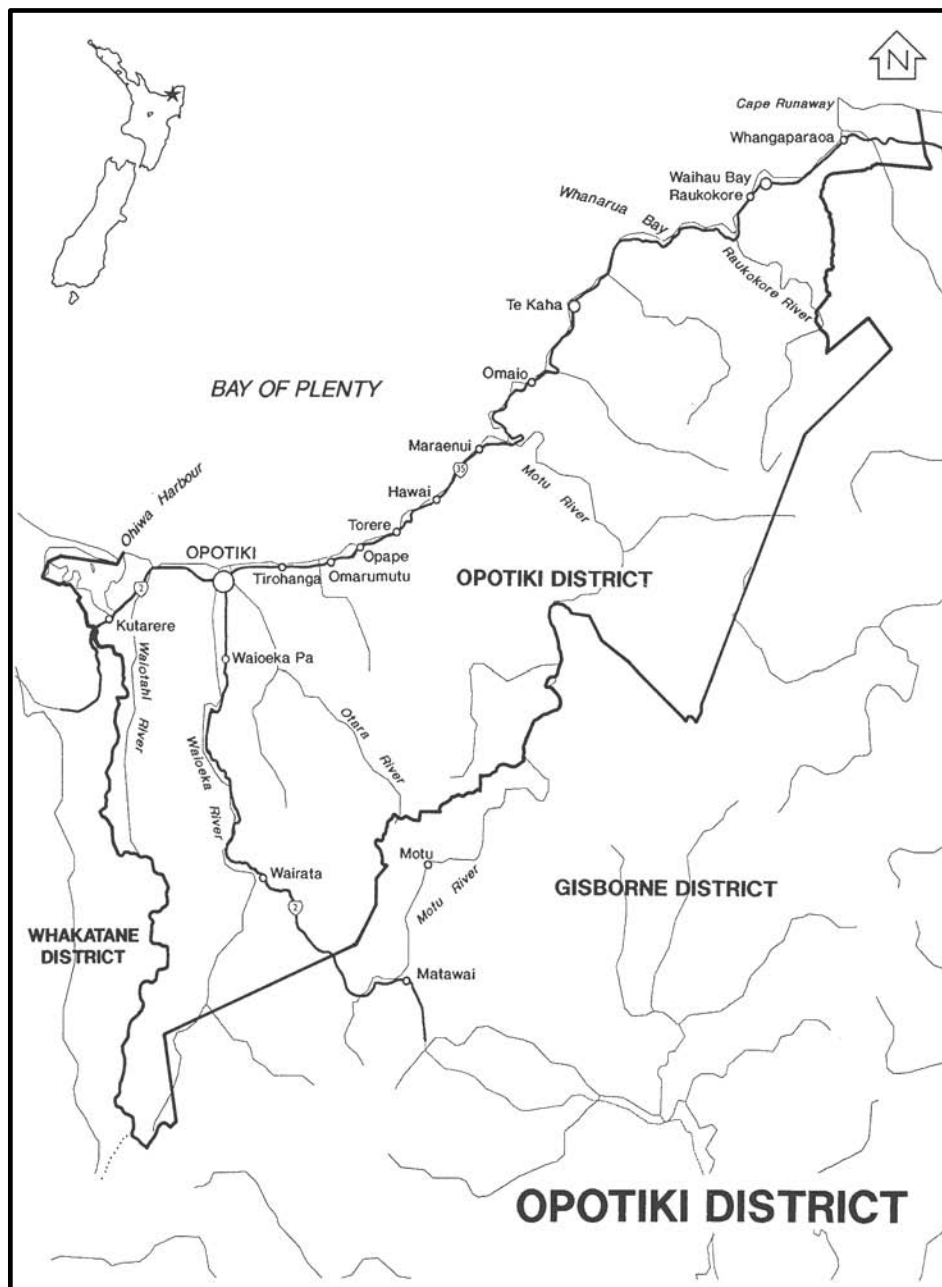 N
Cape Runaway
Whangaparaoa
Waihau Bay
Raukokore
Whanarua Bay
Raukokore River
Te Kaha
Omaio
BAY OF PLENTY
Maraenui
35
Motu River
Hawai
Ohiwa Harbour
Torere
OPOTIKI
Opape
Tirohanga
Omarumutu
OPOTIKI DISTRICT
2
Kutarere
Waiotahi River
Waioeka Pa
Otara River
Waioeka River
Motu
Wairata
Motu River
GISBORNE DISTRICT
2
WHAKATANE
DISTRICT
Matawai
OPOTIKI DISTRICT